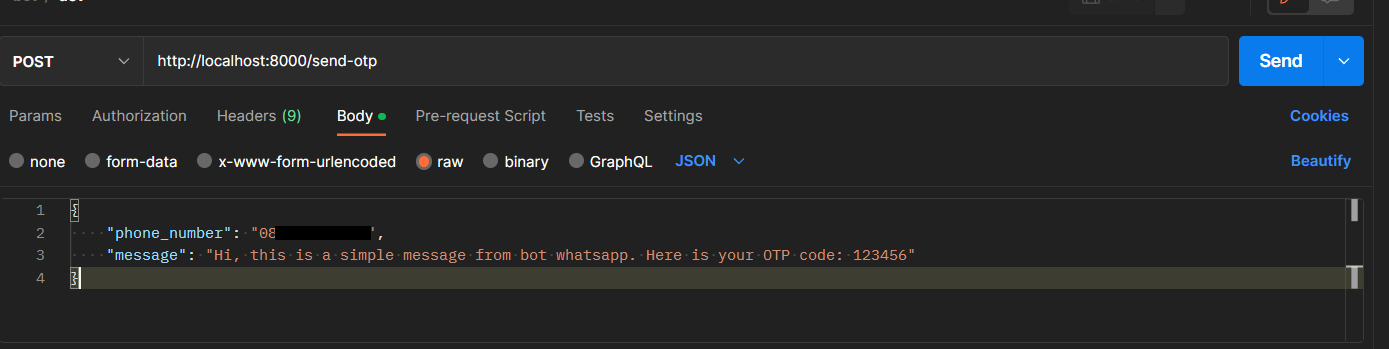 POST http://localhost:8000/send-otp Send
Params Authorization Headers (9) Body Pre-request Script Tests Settings Cookies
none form-data x-www-form-urlencoded raw binary GraphQL JSON Beautify
1 {
2 "phone_number": "08 ",
3 "message": "Hi, this is a simple message from bot whatsapp. Here is your OTP code: 123456"
4 }